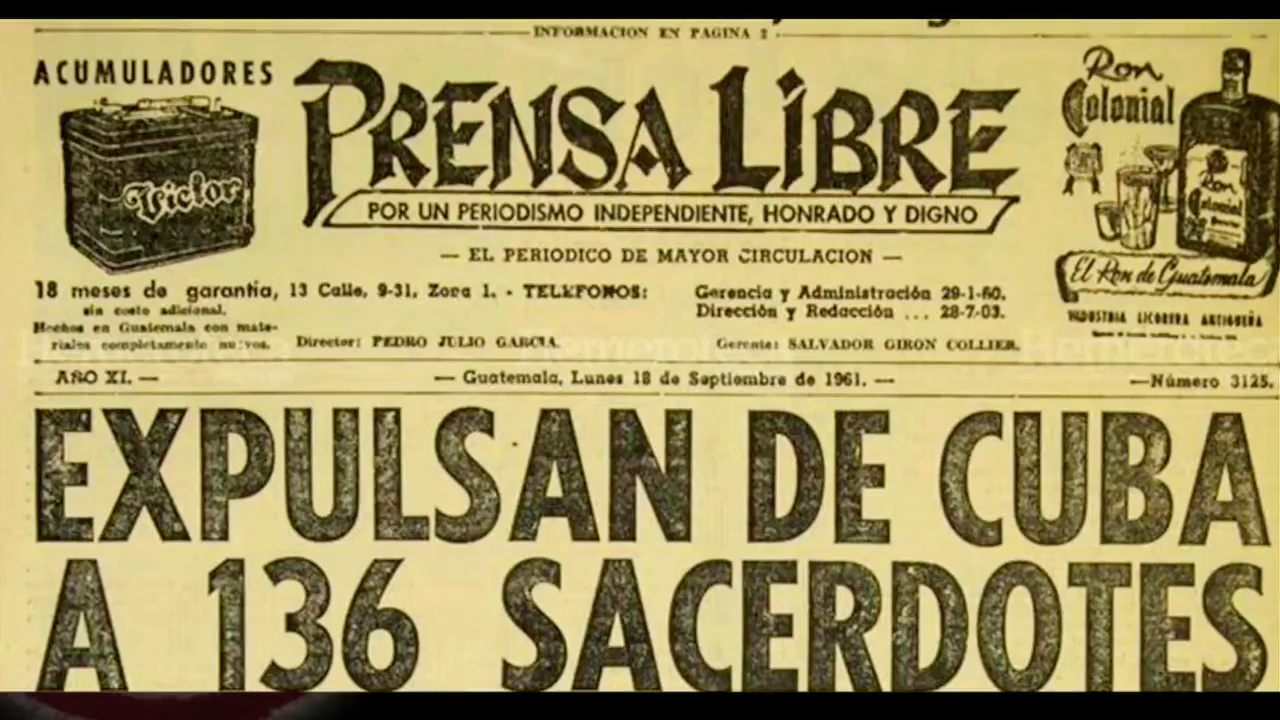 INFORMACION EN PAGINA 2
ACUMULADORES
Victor
18 meses de garantía,
sin costo adicional.
Hechos en Guatemala con mate-
riales completamente nuevos.
PRENSA LIBRE
POR UN PERIODISMO INDEPENDIENTE, HONRADO Y DIGNO
— EL PERIODICO DE MAYOR CIRCULACION —
13 Calle, 9-31, Zona 1. - TELEFONOS:
Gerencia y Administración 29-1-60.
Dirección y Redacción ... 28-7-03.
Director: PEDRO JULIO GARCIA.
Gerente: SALVADOR GIRON COLLIER.
Ron
Colonial
Ron
Colonial
El Ron de Guatemala
INDUSTRIA LICORERA ANTIGUEÑA
AÑO XI. —
— Guatemala, Lunes 18 de Septiembre de 1961. —
—Número 3125.
EXPULSAN DE CUBA
A 136 SACERDOTES